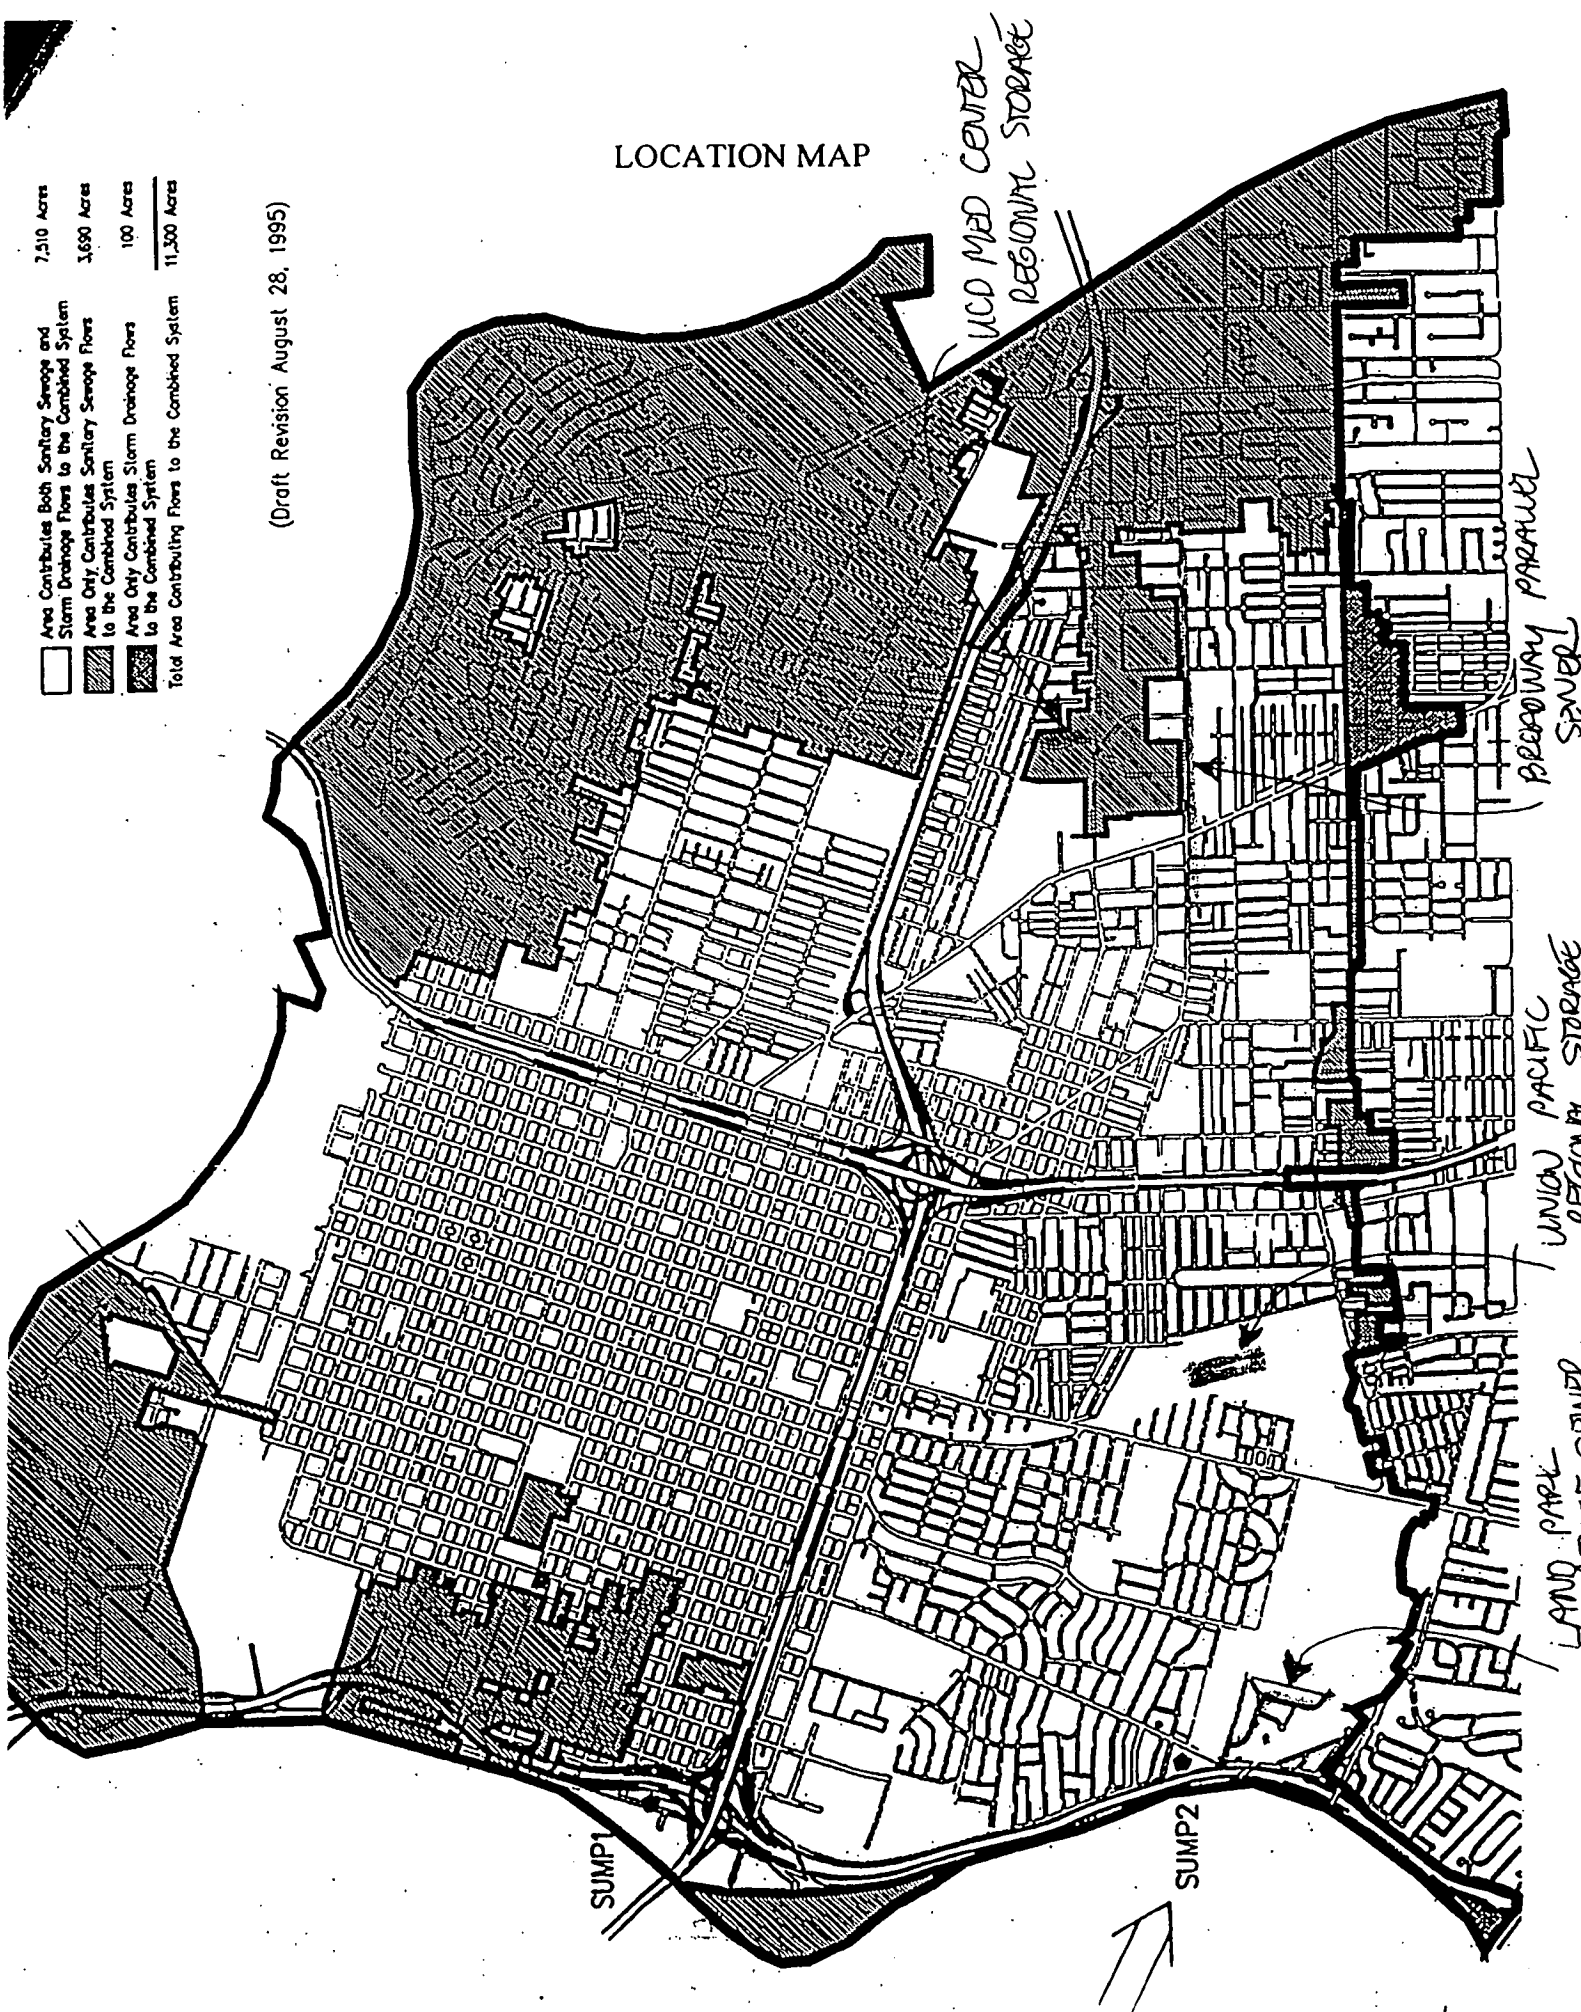 LOCATION MAP
Area Contributes Both Sanitary Sewage and 7,510 Acres
Storm Drainage Flows to the Combined System
Area Only Contributes Sanitary Sewage Flows 3,690 Acres
to the Combined System
Area Only Contributes Storm Drainage Flows 100 Acres
to the Combined System
Total Area Contributing Flows to the Combined System 11,300 Acres
(Draft Revision August 28, 1995)
UCD MED CENTER
REGIONAL STORAGE
SUMP1
SUMP2
BROADWAY PARALLEL
SEWER
UNION PACIFIC
REGIONAL STORAGE
LAND PARK